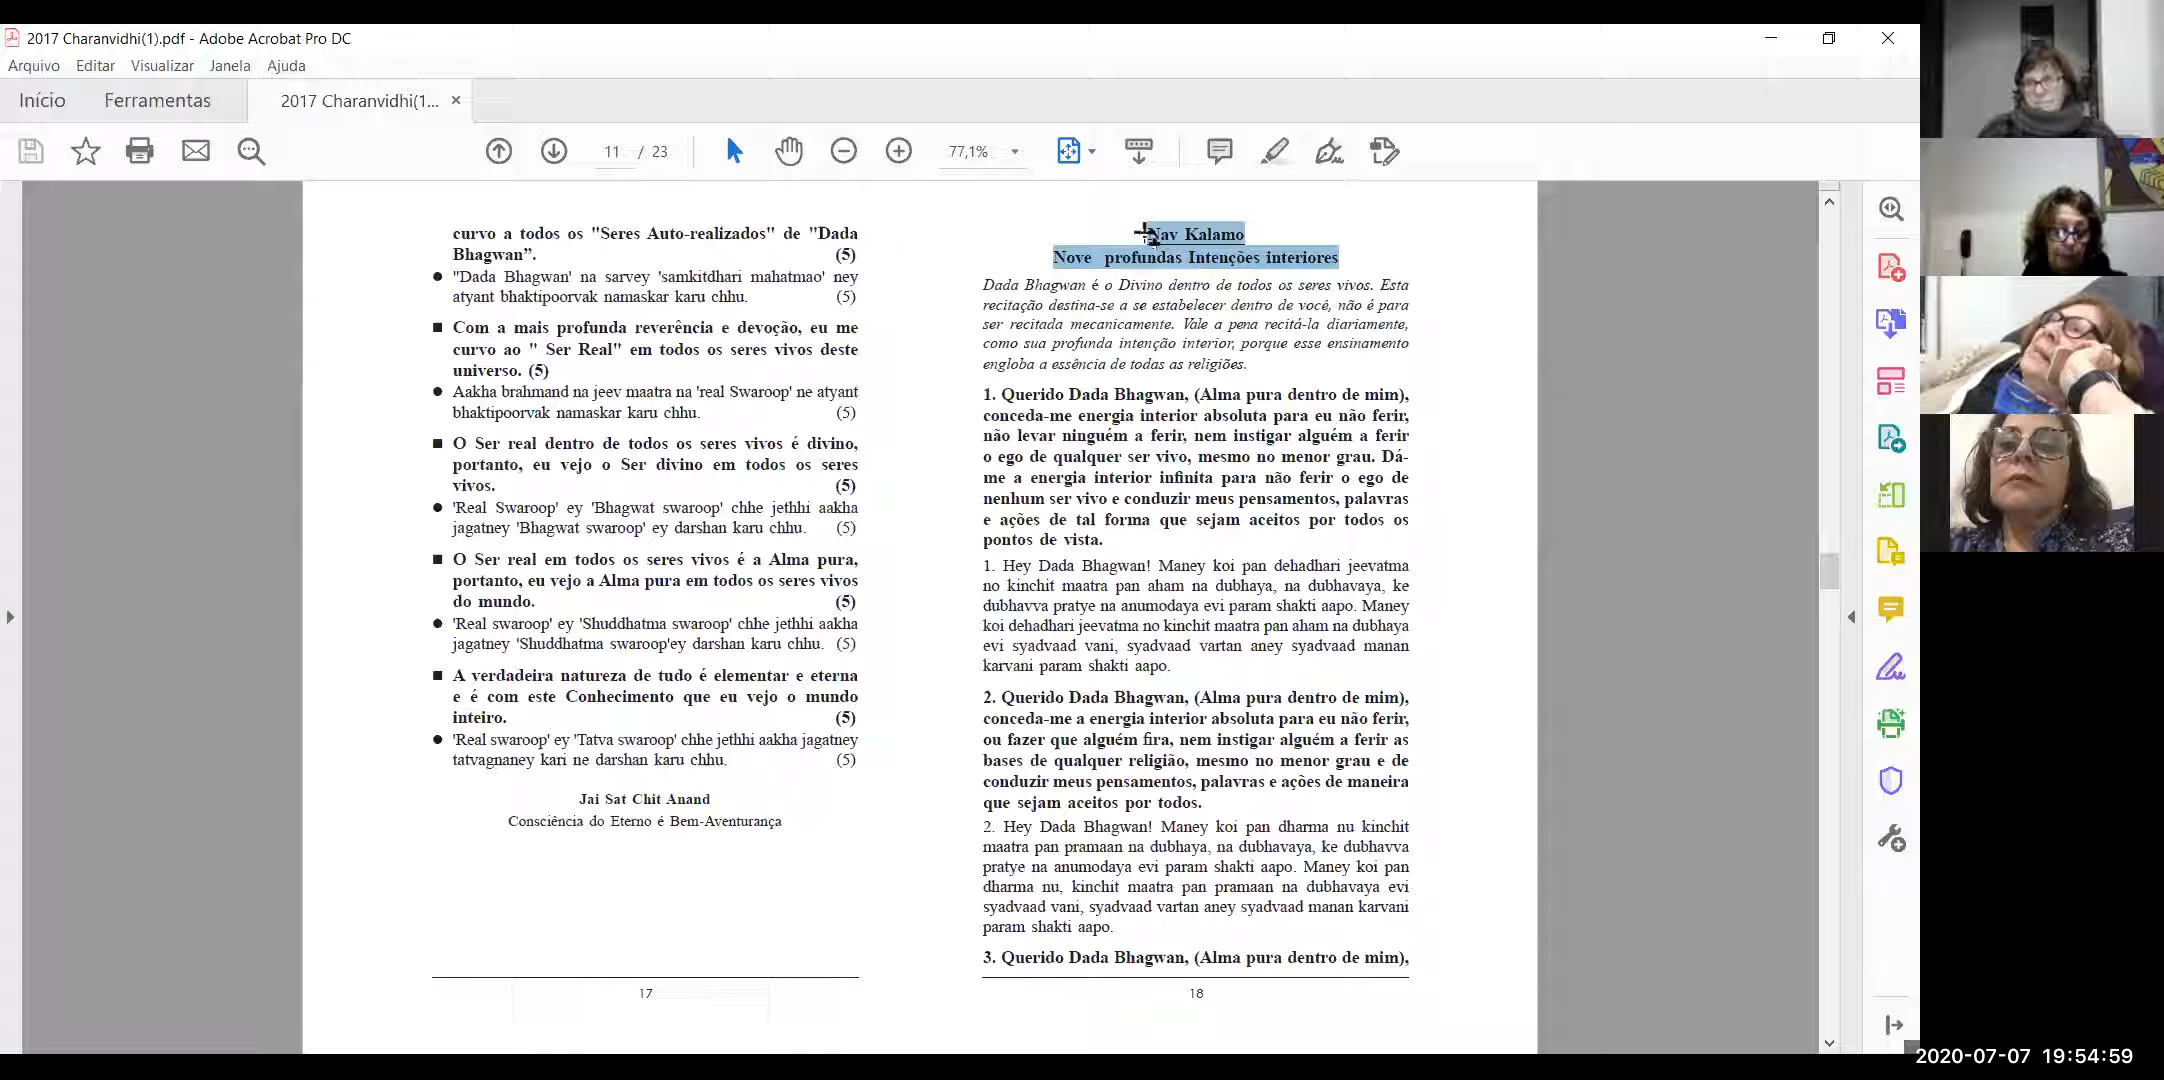 2017 Charanvidhi(1).pdf - Adobe Acrobat Pro DC
Arquivo Editar Visualizar Janela Ajuda
Início Ferramentas 2017 Charanvidhi(1... ×
11 / 23 77,1%
curvo a todos os "Seres Auto-realizados" de "Dada
Bhagwan”. (5)
● "Dada Bhagwan' na sarvey 'samkitdhari mahatmao' ney
atyant bhaktipoorvak namaskar karu chhu. (5)
■ Com a mais profunda reverência e devoção, eu me
curvo ao " Ser Real" em todos os seres vivos deste
universo. (5)
● Aakha brahmand na jeev maatra na 'real Swaroop' ne atyant
bhaktipoorvak namaskar karu chhu. (5)
■ O Ser real dentro de todos os seres vivos é divino,
portanto, eu vejo o Ser divino em todos os seres
vivos. (5)
● 'Real Swaroop' ey 'Bhagwat swaroop' chhe jethhi aakha
jagatney 'Bhagwat swaroop' ey darshan karu chhu. (5)
■ O Ser real em todos os seres vivos é a Alma pura,
portanto, eu vejo a Alma pura em todos os seres vivos
do mundo. (5)
● 'Real swaroop' ey 'Shuddhatma swaroop' chhe jethhi aakha
jagatney 'Shuddhatma swaroop'ey darshan karu chhu. (5)
■ A verdadeira natureza de tudo é elementar e eterna
e é com este Conhecimento que eu vejo o mundo
inteiro. (5)
● 'Real swaroop' ey 'Tatva swaroop' chhe jethhi aakha jagatney
tatvagnaney kari ne darshan karu chhu. (5)
Jai Sat Chit Anand
Consciência do Eterno é Bem-Aventurança
17
Nav Kalamo
Nove profundas Intenções interiores
Dada Bhagwan é o Divino dentro de todos os seres vivos. Esta
recitação destina-se a se estabelecer dentro de você, não é para
ser recitada mecanicamente. Vale a pena recitá-la diariamente,
como sua profunda intenção interior, porque esse ensinamento
engloba a essência de todas as religiões.
1. Querido Dada Bhagwan, (Alma pura dentro de mim),
conceda-me energia interior absoluta para eu não ferir,
não levar ninguém a ferir, nem instigar alguém a ferir
o ego de qualquer ser vivo, mesmo no menor grau. Dá-
me a energia interior infinita para não ferir o ego de
nenhum ser vivo e conduzir meus pensamentos, palavras
e ações de tal forma que sejam aceitos por todos os
pontos de vista.
1. Hey Dada Bhagwan! Maney koi pan dehadhari jeevatma
no kinchit maatra pan aham na dubhaya, na dubhavaya, ke
dubhavva pratye na anumodaya evi param shakti aapo. Maney
koi dehadhari jeevatma no kinchit maatra pan aham na dubhaya
evi syadvaad vani, syadvaad vartan aney syadvaad manan
karvani param shakti aapo.
2. Querido Dada Bhagwan, (Alma pura dentro de mim),
conceda-me a energia interior absoluta para eu não ferir,
ou fazer que alguém fira, nem instigar alguém a ferir as
bases de qualquer religião, mesmo no menor grau e de
conduzir meus pensamentos, palavras e ações de maneira
que sejam aceitos por todos.
2. Hey Dada Bhagwan! Maney koi pan dharma nu kinchit
maatra pan pramaan na dubhaya, na dubhavaya, ke dubhavva
pratye na anumodaya evi param shakti aapo. Maney koi pan
dharma nu, kinchit maatra pan pramaan na dubhavaya evi
syadvaad vani, syadvaad vartan aney syadvaad manan karvani
param shakti aapo.
3. Querido Dada Bhagwan, (Alma pura dentro de mim),
18
2020-07-07 19:54:59